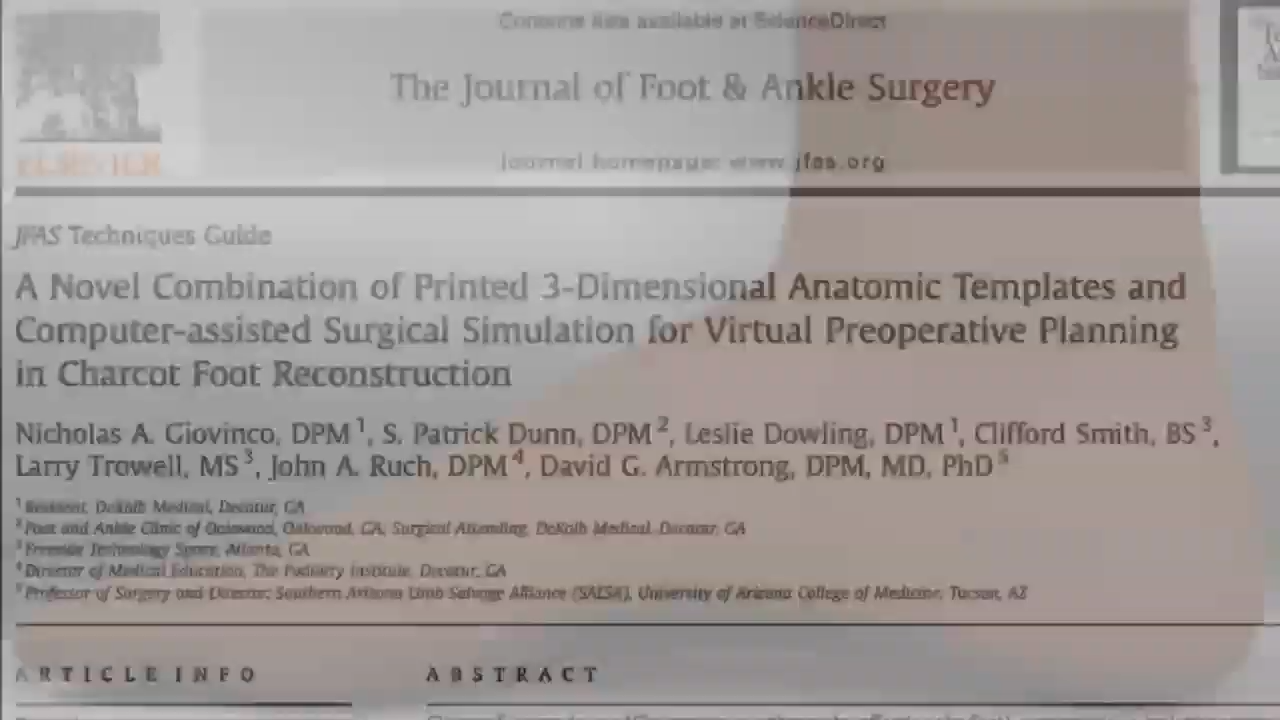 Contents lists available at ScienceDirect
The Journal of Foot & Ankle Surgery
journal homepage: www.jfas.org
ELSEVIER
JFAS Techniques Guide
A Novel Combination of Printed 3-Dimensional Anatomic Templates and
Computer-assisted Surgical Simulation for Virtual Preoperative Planning
in Charcot Foot Reconstruction
Nicholas A. Giovinco, DPM 1, S. Patrick Dunn, DPM 2, Leslie Dowling, DPM 1, Clifford Smith, BS 3,
Larry Trowell, MS 3, John A. Ruch, DPM 4, David G. Armstrong, DPM, MD, PhD 5
1 Resident, DeKalb Medical, Decatur, GA
2 Foot and Ankle Clinic of Oakwood, Oakwood, GA; Surgical Attending, DeKalb Medical, Decatur, GA
3 Freeside Technology Space, Atlanta, GA
4 Director of Medical Education, The Podiatry Institute, Decatur, GA
5 Professor of Surgery and Director, Southern Arizona Limb Salvage Alliance (SALSA), University of Arizona College of Medicine, Tucson, AZ
ARTICLE INFO
ABSTRACT